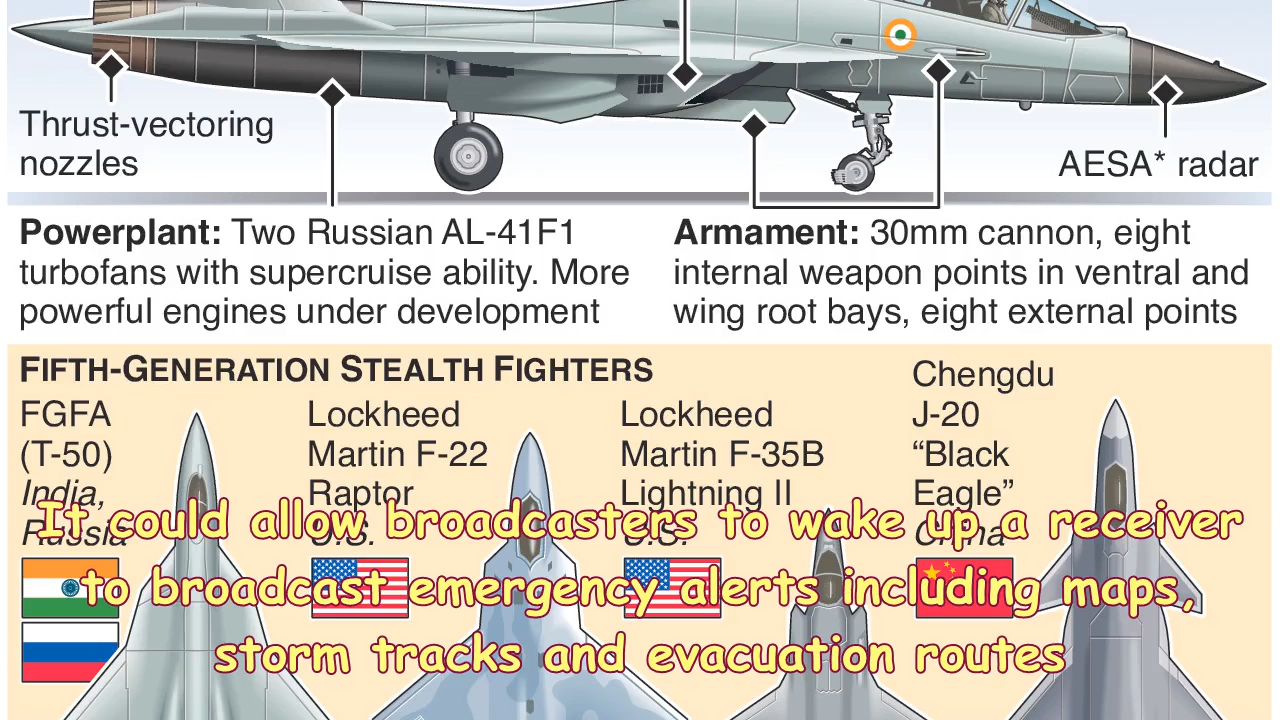 Thrust-vectoring
nozzles
AESA* radar
Powerplant: Two Russian AL-41F1
turbofans with supercruise ability. More
powerful engines under development
Armament: 30mm cannon, eight
internal weapon points in ventral and
wing root bays, eight external points
FIFTH-GENERATION STEALTH FIGHTERS
FGFA
(T-50)
India,
Russia
Lockheed
Martin F-22
Raptor
U.S.
Lockheed
Martin F-35B
Lightning II
U.S.
Chengdu
J-20
“Black
Eagle”
China
It could allow broadcasters to wake up a receiver
to broadcast emergency alerts including maps,
storm tracks and evacuation routes